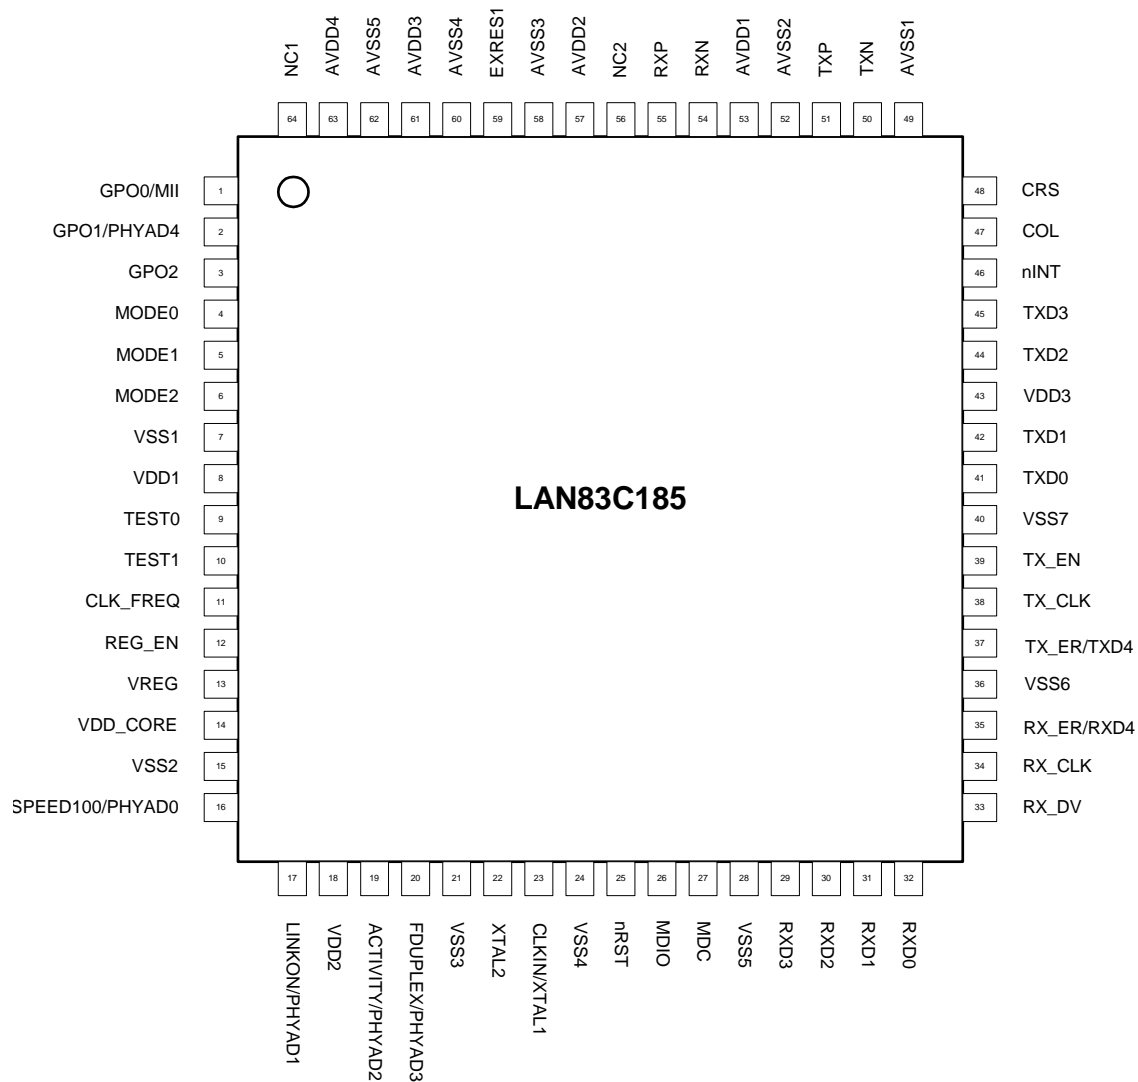 NC1
AVDD4
AVSS5
AVDD3
AVSS4
EXRES1
AVSS3
AVDD2
NC2
RXP
RXN
AVDD1
AVSS2
TXP
TXN
AVSS1
64
63
62
61
60
59
58
57
56
55
54
53
52
51
50
49
GPO0/MII 1
GPO1/PHYAD4 2
GPO2 3
MODE0 4
MODE1 5
MODE2 6
VSS1 7
VDD1 8
TEST0 9
TEST1 10
CLK_FREQ 11
REG_EN 12
VREG 13
VDD_CORE 14
VSS2 15
SPEED100/PHYAD0 16
LAN83C185
48 CRS
47 COL
46 nINT
45 TXD3
44 TXD2
43 VDD3
42 TXD1
41 TXD0
40 VSS7
39 TX_EN
38 TX_CLK
37 TX_ER/TXD4
36 VSS6
35 RX_ER/RXD4
34 RX_CLK
33 RX_DV
17
18
19
20
21
22
23
24
25
26
27
28
29
30
31
32
LINKON/PHYAD1
VDD2
ACTIVITY/PHYAD2
FDUPLEX/PHYAD3
VSS3
XTAL2
CLKIN/XTAL1
VSS4
nRST
MDIO
MDC
VSS5
RXD3
RXD2
RXD1
RXD0